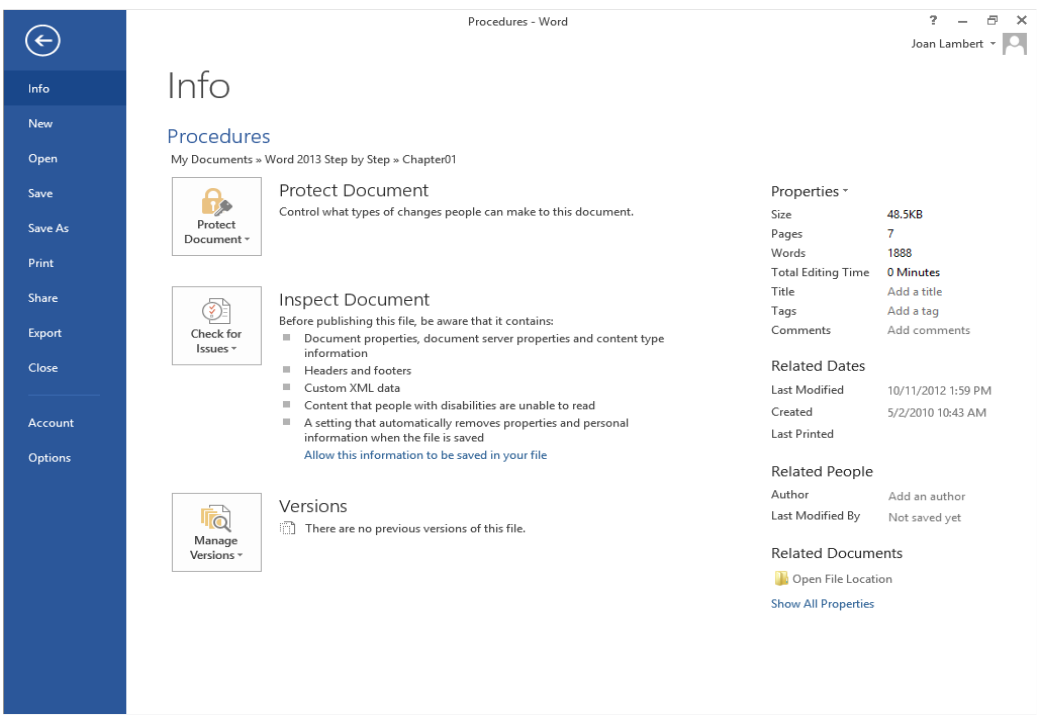 Procedures - Word
? – ✕
Joan Lambert
Info
New
Open
Save
Save As
Print
Share
Export
Close
Account
Options
Info
Procedures
My Documents » Word 2013 Step by Step » Chapter01
Protect
Document
Protect Document
Control what types of changes people can make to this document.
Check for
Issues
Inspect Document
Before publishing this file, be aware that it contains:
Document properties, document server properties and content type
information
Headers and footers
Custom XML data
Content that people with disabilities are unable to read
A setting that automatically removes properties and personal
information when the file is saved
Allow this information to be saved in your file
Manage
Versions
Versions
There are no previous versions of this file.
Properties
Size 48.5KB
Pages 7
Words 1888
Total Editing Time 0 Minutes
Title Add a title
Tags Add a tag
Comments Add comments
Related Dates
Last Modified 10/11/2012 1:59 PM
Created 5/2/2010 10:43 AM
Last Printed
Related People
Author Add an author
Last Modified By Not saved yet
Related Documents
Open File Location
Show All Properties